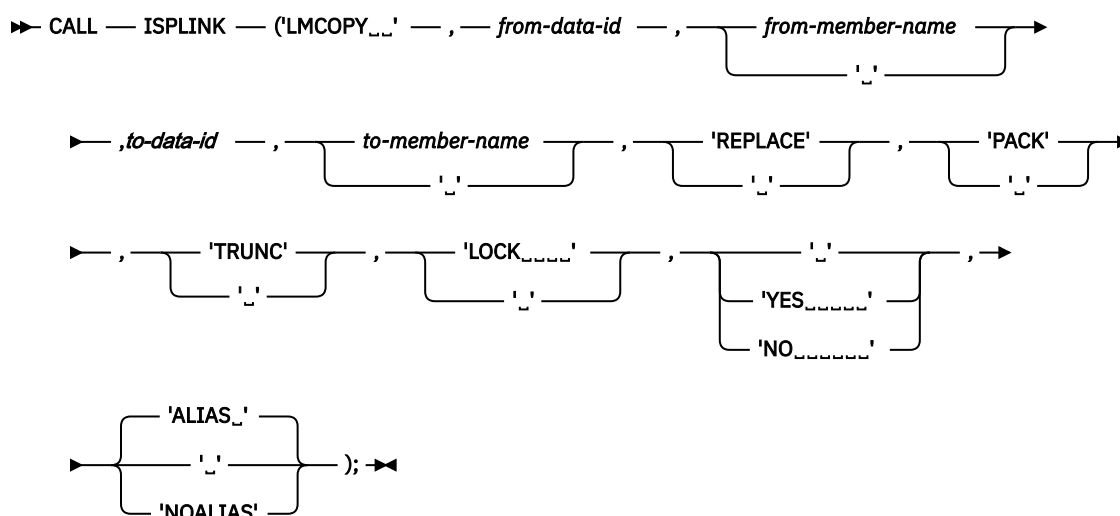 CALL ISPLINK ('LMCOPY␣␣' , from-data-id , from-member-name
'␣'
,to-data-id , to-member-name , 'REPLACE' , 'PACK'
'␣' '␣' '␣'
, 'TRUNC' , 'LOCK␣␣␣␣' , '␣' ,
'␣' '␣' 'YES␣␣␣␣␣'
'NO␣␣␣␣␣␣'
'ALIAS␣'
'␣' );
'NOALIAS'